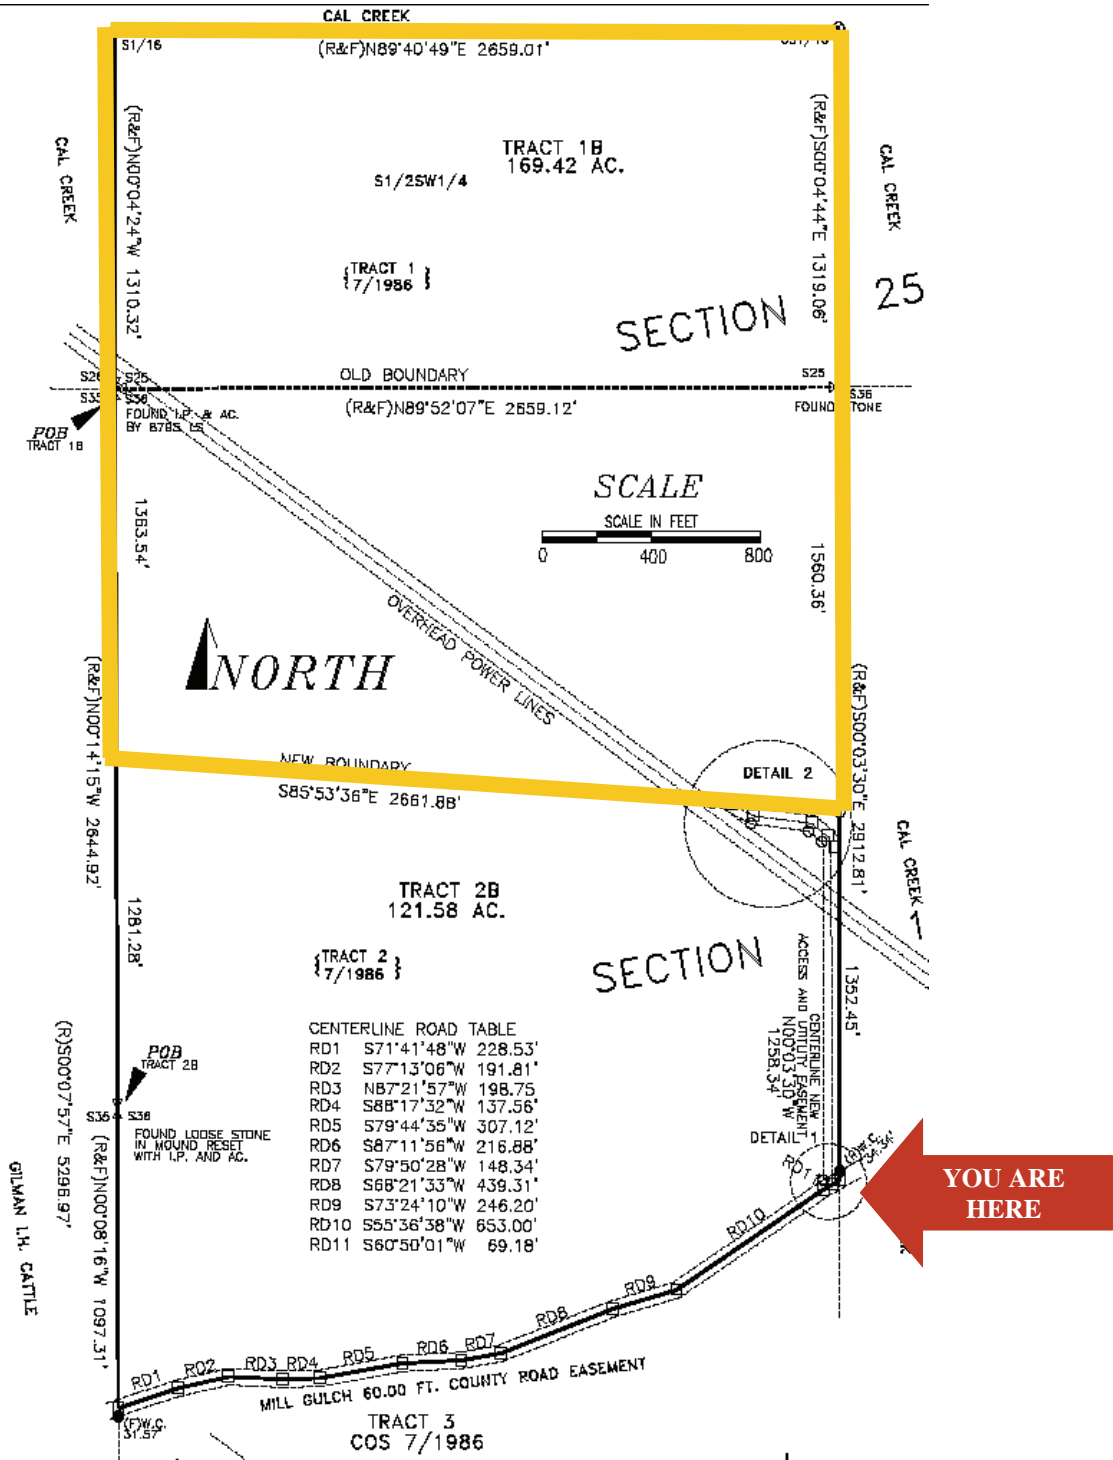 CAL CREEK
S1/16
(R&F)N89°40'49"E 2659.01'
CAL CREEK
(R&F)N00°04'24"W 1310.32'
TRACT 1B
169.42 AC.
S1/2SW1/4
{TRACT 1
7/1986}
(R&F)S00°04'44"E 1319.06'
CAL CREEK
SECTION 25
S26 S25
S35 S36
OLD BOUNDARY
S25
S36
(R&F)N89°52'07"E 2659.12'
FOUND STONE
FOUND I.P. & AC.
BY 8785 LS
POB
TRACT 1B
1363.54'
SCALE
SCALE IN FEET
0 400 800
1560.36'
OVERHEAD POWER LINES
NORTH
(R&F)N00°14'15"W 2644.92'
NEW BOUNDARY
S85°53'36"E 2661.88'
DETAIL 2
(R&F)S00°03'30"E 2912.81'
CAL CREEK 1
TRACT 2B
121.58 AC.
1281.28'
{TRACT 2
7/1986}
SECTION
1352.45'
CENTERLINE NEW
ACCESS AND UTILITY EASEMENT
N00°03'30"W
1258.34'
CENTERLINE ROAD TABLE
RD1 S71°41'48"W 228.53'
RD2 S77°13'06"W 191.81'
RD3 N87°21'57"W 198.75
RD4 S88°17'32"W 137.56'
RD5 S79°44'35"W 307.12'
RD6 S87°11'56"W 216.88'
RD7 S79°50'28"W 148.34'
RD8 S68°21'33"W 439.31'
RD9 S73°24'10"W 246.20'
RD10 S55°36'38"W 653.00'
RD11 S60°50'01"W 69.18'
POB
TRACT 2B
S35 S36
FOUND LOOSE STONE
IN MOUND RESET
WITH I.P. AND AC.
(R)S00°07'57"E 5296.97'
(R&F)N00°08'16"W 1097.31'
GILMAN L.H. CATTLE
DETAIL 1
W.C.
34.34'
YOU ARE
HERE
RD1
RD10
RD9
RD8
RD7
RD6
RD5
RD4
RD3
RD2
RD1
MILL GULCH 60.00 FT. COUNTY ROAD EASEMENT
(F)W.C.
31.57'
TRACT 3
COS 7/1986